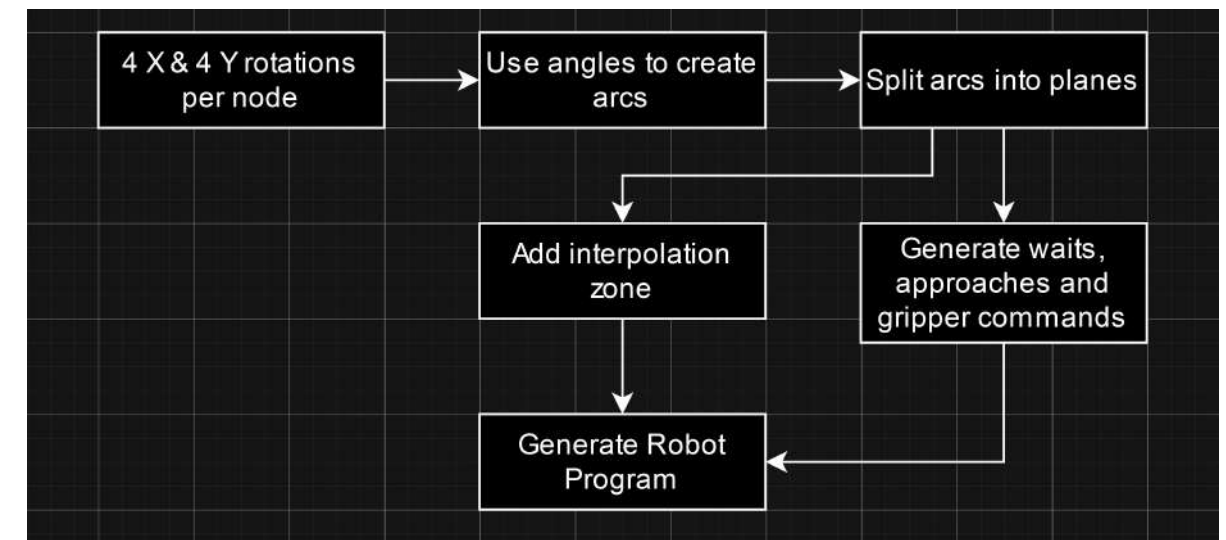 4 X & 4 Y rotations
per node
Use angles to create
arcs
Split arcs into planes
Add interpolation
zone
Generate waits,
approaches and
gripper commands
Generate Robot
Program